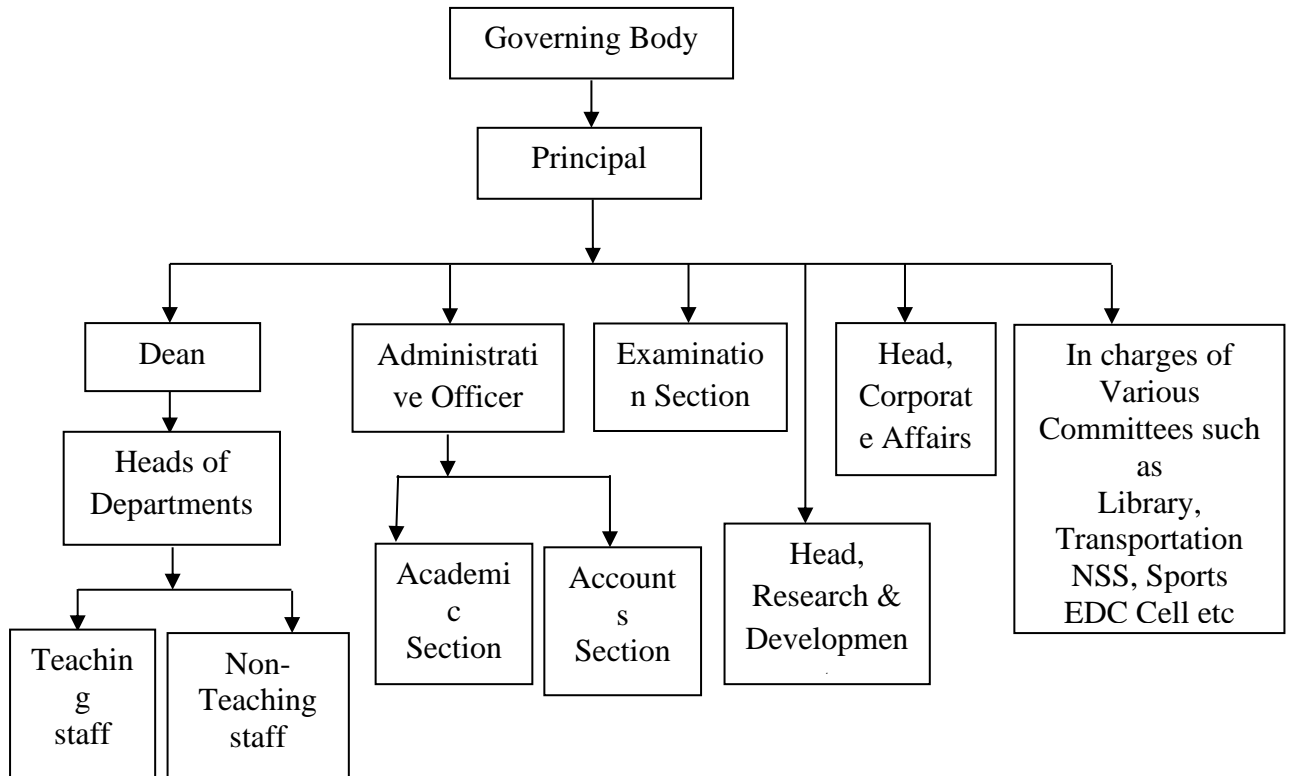 Governing Body
Principal
Dean
Administrati
ve Officer
Examinatio
n Section
Head,
Corporat
e Affairs
In charges of
Various
Committees such
as
Library,
Transportation
NSS, Sports
EDC Cell etc
Heads of
Departments
Academi
c
Section
Account
s
Section
Head,
Research &
Developmen
Teachin
g
staff
Non-
Teaching
staff